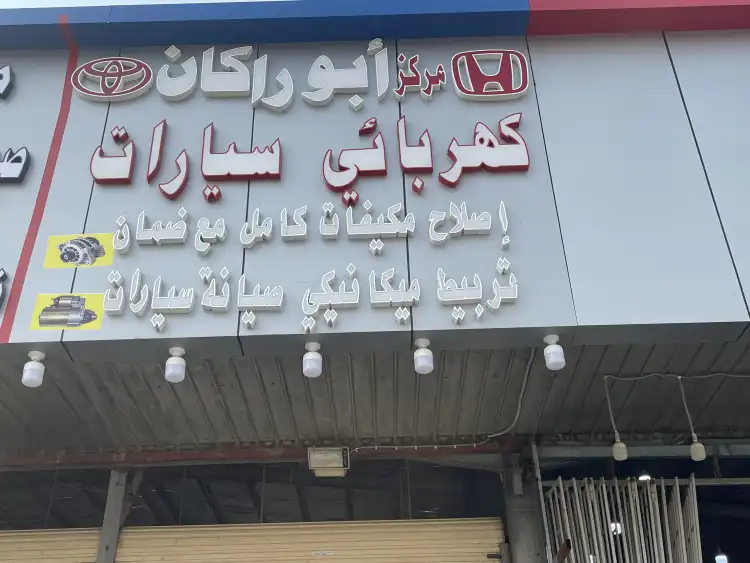 مركز أبو راكان
كهربائي سيارات
إصلاح مكيفات كامل مع ضمان
تربيط ميكانيكي صيانة سيارات